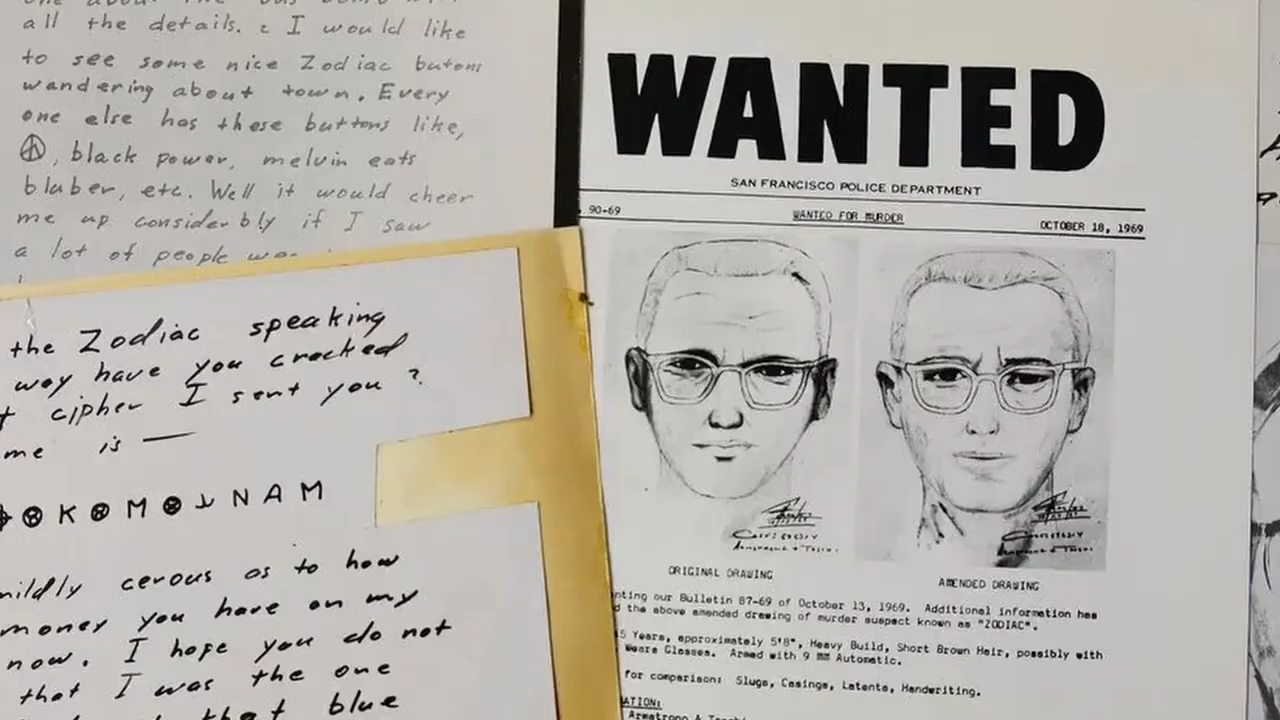 all the details. I would like
to see some nice Zodiac butons
wandering about town. Every
one else has these buttons like,
☮, black power, melvin eats
bluber, etc. Well it would cheer
me up considerbly if I saw
a lot of people
the Zodiac speaking
way have you cracked
cipher I sent you?
me is —
K M N A M
mildly cerous as to how
money you have on my
now. I hope you do not
that I was the one
that blue
WANTED
SAN FRANCISCO POLICE DEPARTMENT
90-69 WANTED FOR MURDER OCTOBER 18, 1969
ORIGINAL DRAWING AMENDED DRAWING
nting our Bulletin 87-69 of October 13, 1969. Additional information has
the above amended drawing of murder suspect known as "ZODIAC".
5 Years, approximately 5'8", Heavy Build, Short Brown Hair, possibly with
Wears Glasses. Armed with 9 MM Automatic.
for comparison: Slugs, Casings, Latents, Handwriting.
ATION:
Armstrong &